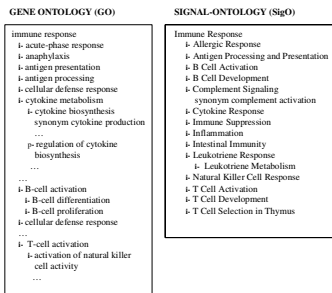 GENE ONTOLOGY (GO)
immune response
i- acute-phase response
i- anaphylaxis
i- antigen presentation
i- antigen processing
i- cellular defense response
i- cytokine metabolism
i- cytokine biosynthesis
synonym cytokine production
...
p- regulation of cytokine
biosynthesis
...
...
i- B-cell activation
i- B-cell differentiation
i- B-cell proliferation
i- cellular defense response
...
i- T-cell activation
i- activation of natural killer
cell activity
...
SIGNAL-ONTOLOGY (SigO)
Immune Response
i- Allergic Response
i- Antigen Processing and Presentation
i- B Cell Activation
i- B Cell Development
i- Complement Signaling
synonym complement activation
i- Cytokine Response
i- Immune Suppression
i- Inflammation
i- Intestinal Immunity
i- Leukotriene Response
i- Leukotriene Metabolism
i- Natural Killer Cell Response
i- T Cell Activation
i- T Cell Development
i- T Cell Selection in Thymus